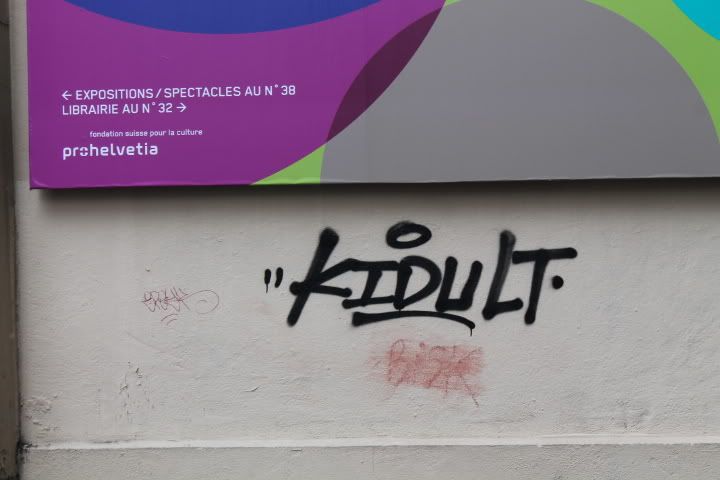 ← EXPOSITIONS / SPECTACLES AU N° 38
LIBRAIRIE AU N° 32 →
fondation suisse pour la culture
prohelvetia
"KIDULT.